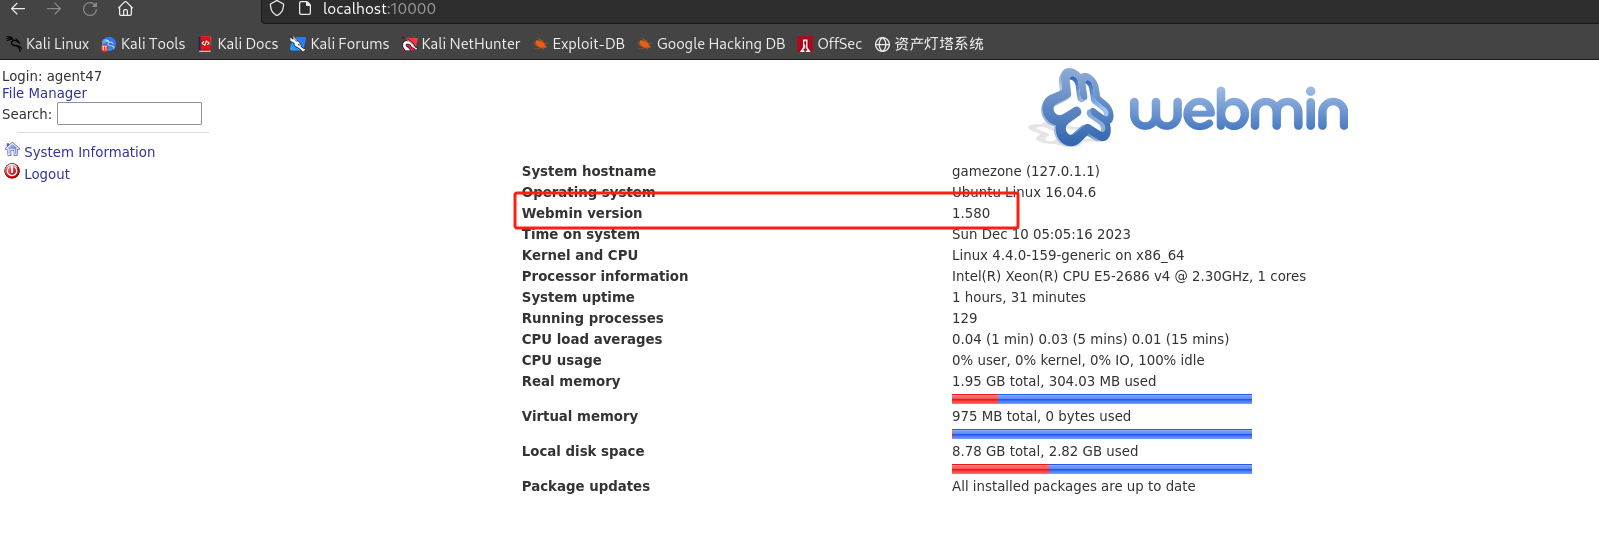 localhost:10000
Kali Linux Kali Tools Kali Docs Kali Forums Kali NetHunter Exploit-DB Google Hacking DB OffSec 资产灯塔系统
Login: agent47
File Manager
Search:
System Information
Logout
webmin
System hostname gamezone (127.0.1.1)
Operating system Ubuntu Linux 16.04.6
Webmin version 1.580
Time on system Sun Dec 10 05:05:16 2023
Kernel and CPU Linux 4.4.0-159-generic on x86_64
Processor information Intel(R) Xeon(R) CPU E5-2686 v4 @ 2.30GHz, 1 cores
System uptime 1 hours, 31 minutes
Running processes 129
CPU load averages 0.04 (1 min) 0.03 (5 mins) 0.01 (15 mins)
CPU usage 0% user, 0% kernel, 0% IO, 100% idle
Real memory 1.95 GB total, 304.03 MB used
Virtual memory 975 MB total, 0 bytes used
Local disk space 8.78 GB total, 2.82 GB used
Package updates All installed packages are up to date